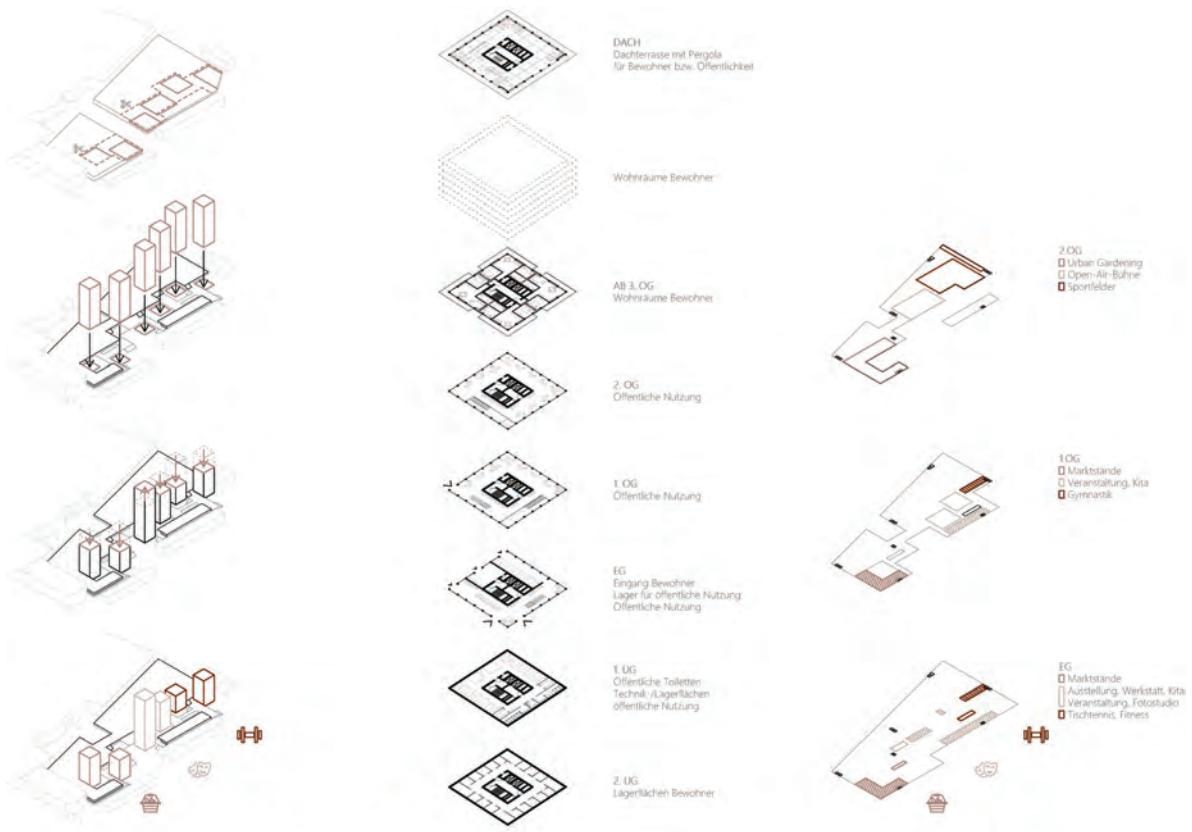 DACH
Dachterrasse mit Pergola
für Bewohner bzw. Öffentlichkeit
Wohnräume Bewohner
AB 3. OG
Wohnräume Bewohner
2. OG
Öffentliche Nutzung
1. OG
Öffentliche Nutzung
EG
Eingang Bewohner
Lager für öffentliche Nutzung
Öffentliche Nutzung
1. UG
Öffentliche Toiletten
Technik-/Lagerflächen
öffentliche Nutzung
2. UG
Lagerflächen Bewohner
2.OG
Urban Gardening
Open-Air-Bühne
Sportfelder
1.OG
Marktstände
Veranstaltung, Kita
Gymnastik
EG
Marktstände
Ausstellung, Werkstatt, Kita
Veranstaltung, Fotostudio
Tischtennis, Fitness